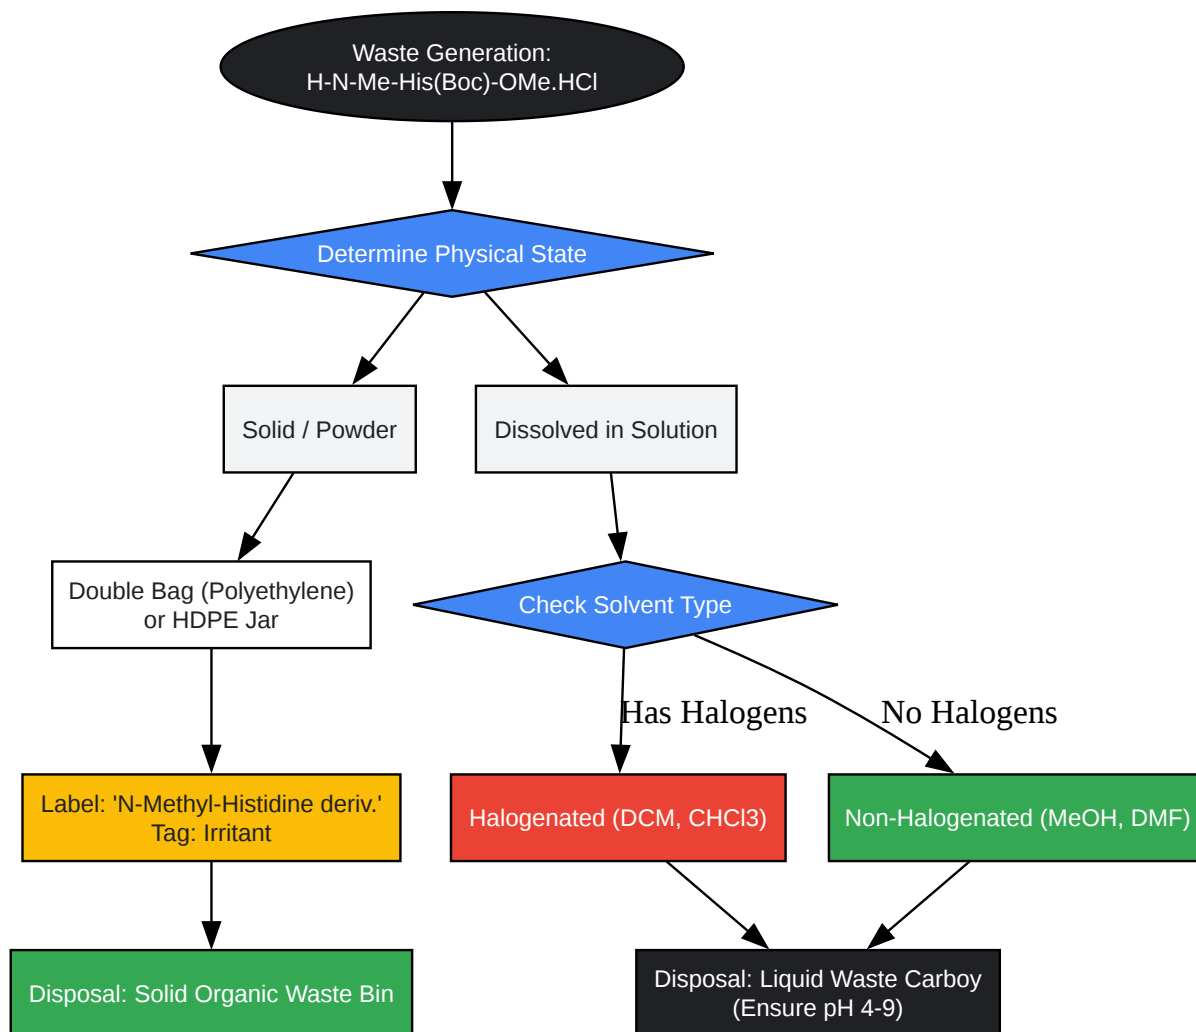 Waste Generation:
H-N-Me-His(Boc)-OMe.HCl
Determine Physical State
Solid / Powder
Dissolved in Solution
Double Bag (Polyethylene)
or HDPE Jar
Check Solvent Type
Has Halogens
No Halogens
Label: 'N-Methyl-Histidine deriv.'
Tag: Irritant
Halogenated (DCM, CHCl3)
Non-Halogenated (MeOH, DMF)
Disposal: Solid Organic Waste Bin
Disposal: Liquid Waste Carboy
(Ensure pH 4-9)